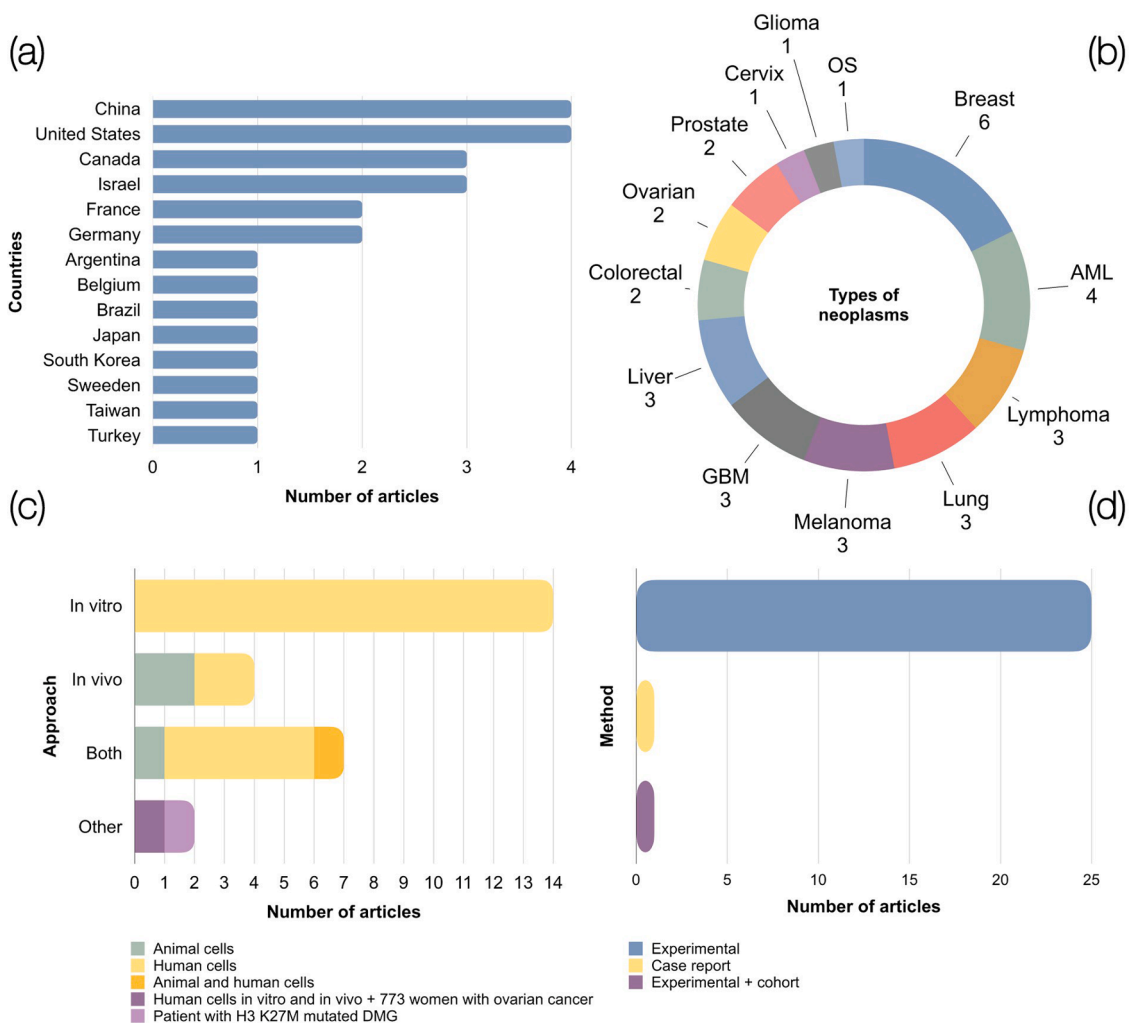 (a)
Countries
China
United States
Canada
Israel
France
Germany
Argentina
Belgium
Brazil
Japan
South Korea
Sweeden
Taiwan
Turkey
0 1 2 3 4
Number of articles
(b)
Glioma
1
OS
1
Cervix
1
Breast
6
Prostate
2
Ovarian
2
AML
4
Colorectal
2
Types of
neoplasms
Liver
3
Lymphoma
3
GBM
3
Lung
3
Melanoma
3
(c)
Approach
In vitro
In vivo
Both
Other
0 1 2 3 4 5 6 7 8 9 10 11 12 13 14
Number of articles
Animal cells
Human cells
Animal and human cells
Human cells in vitro and in vivo + 773 women with ovarian cancer
Patient with H3 K27M mutated DMG
(d)
Method
0 5 10 15 20 25
Number of articles
Experimental
Case report
Experimental + cohort